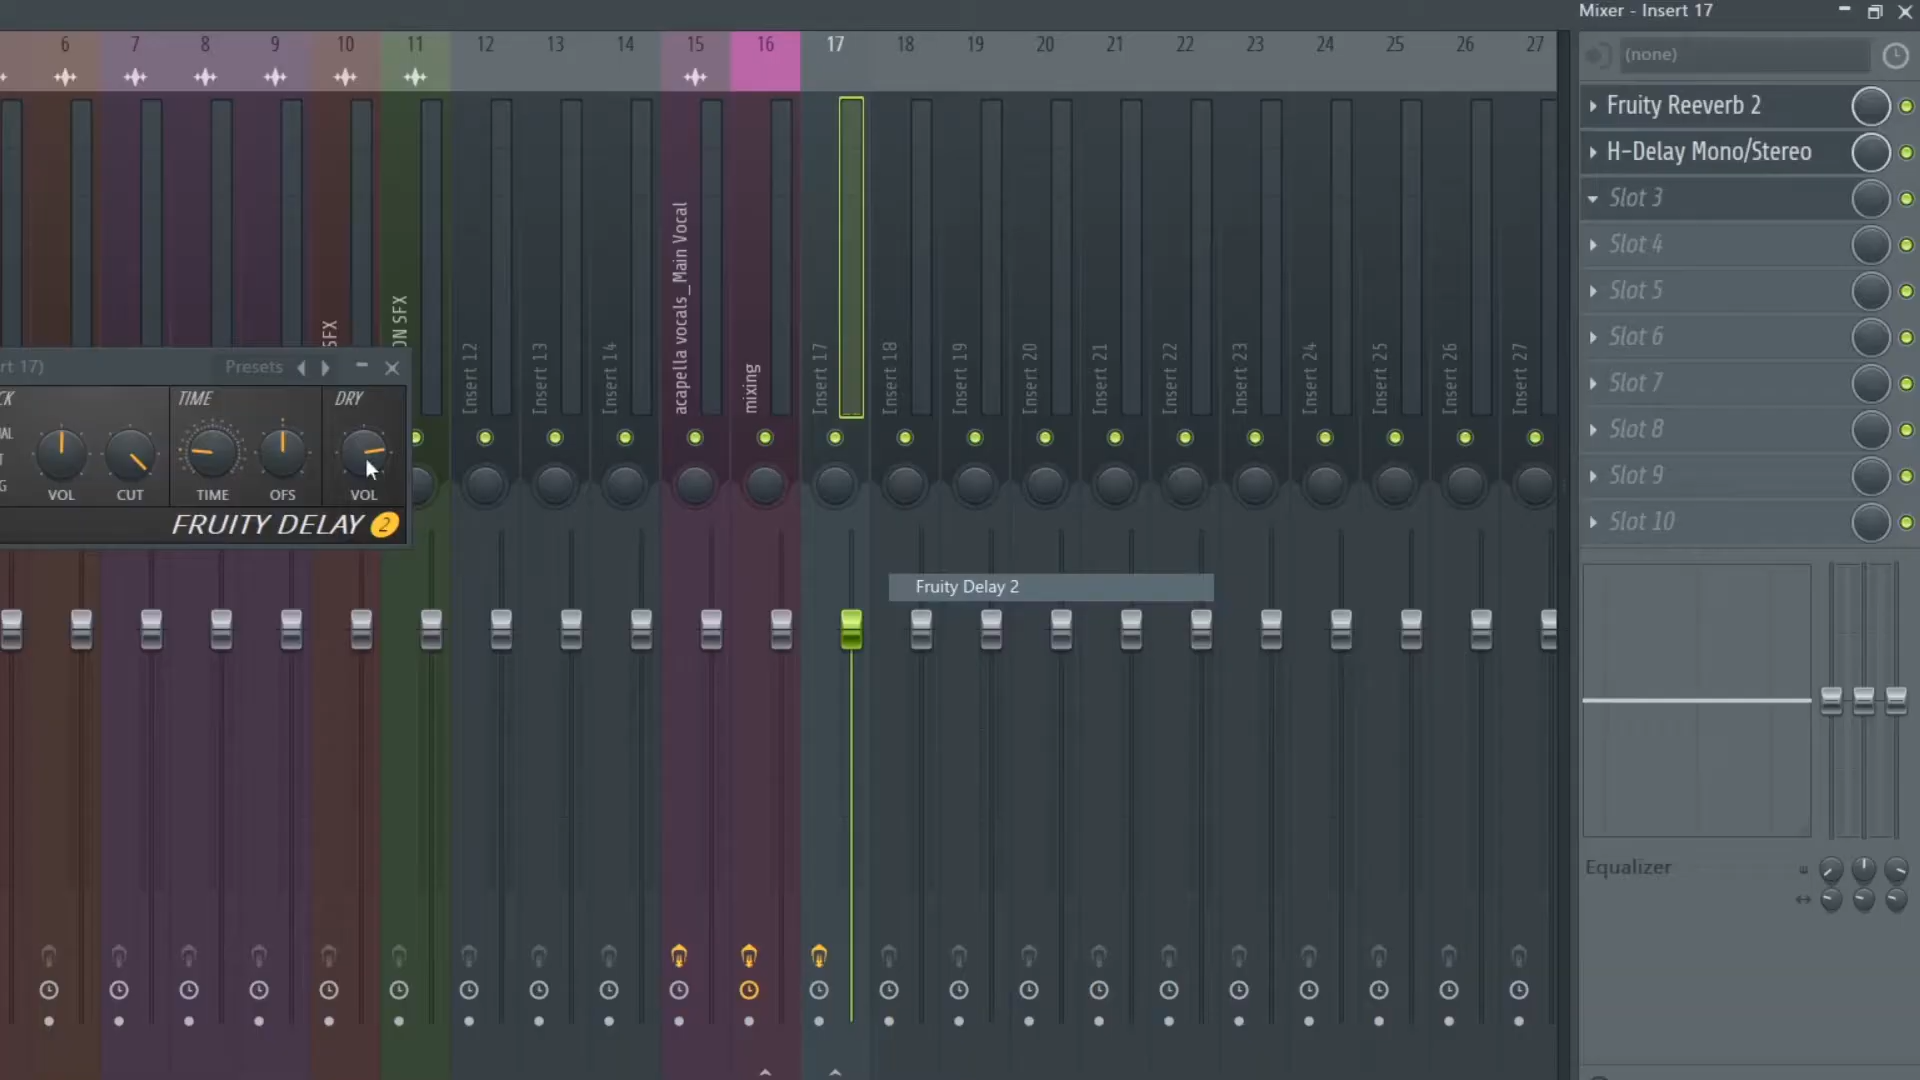 Mixer - Insert 17
6 7 8 9 10 11 12 13 14 15 16 17 18 19 20 21 22 23 24 25 26 27
(none)
Fruity Reeverb 2
H-Delay Mono/Stereo
Slot 3
Slot 4
Slot 5
Slot 6
Slot 7
Slot 8
Slot 9
Slot 10
SFX
ON SFX
Insert 12
Insert 13
Insert 14
acapella vocals_Main Vocal
mixing
Insert 17
Insert 18
Insert 19
Insert 20
Insert 21
Insert 22
Insert 23
Insert 24
Insert 25
Insert 26
Insert 27
rt 17) Presets
CK TIME DRY
AL
T
G
VOL CUT TIME OFS VOL
FRUITY DELAY 2
Fruity Delay 2
Equalizer